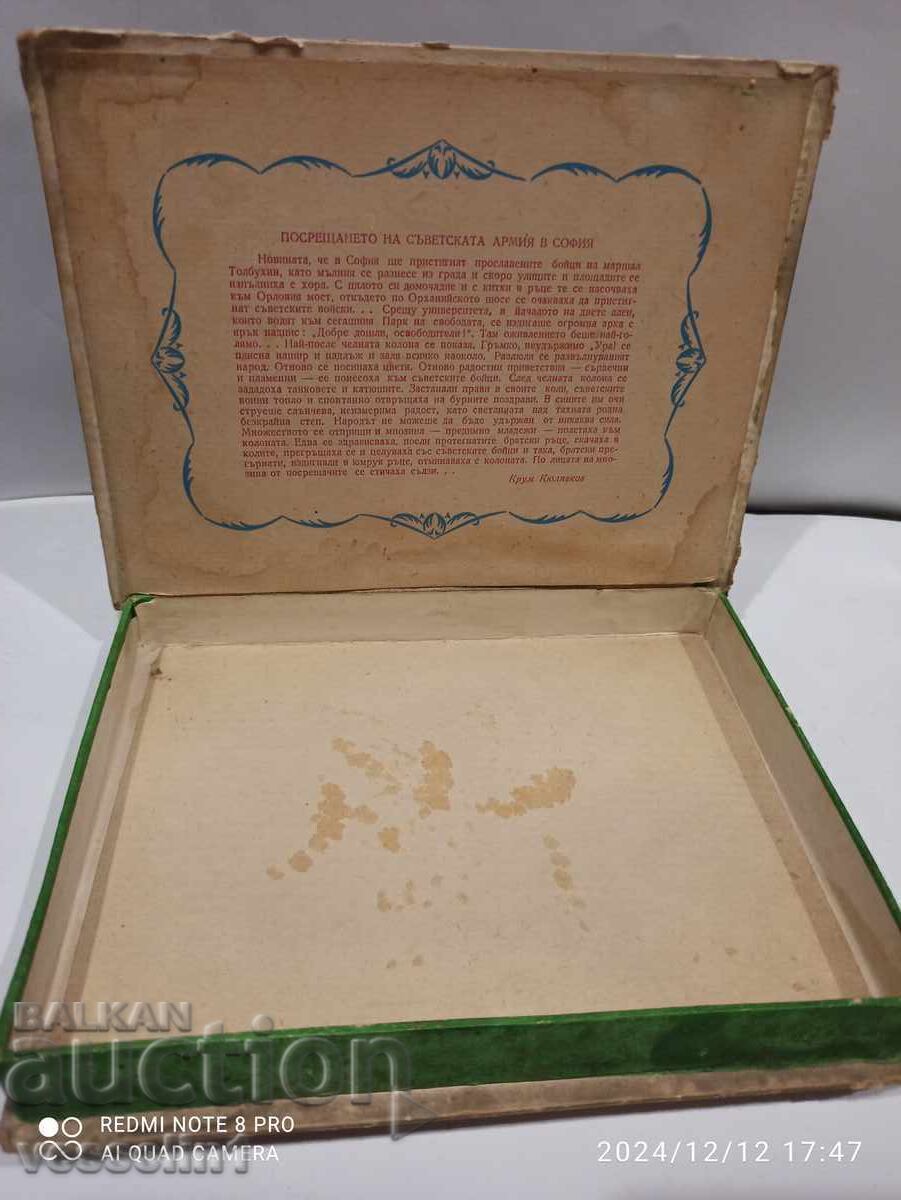 ПОСРЕЩАНЕТО НА СЪВЕТСКАТА АРМИЯ В СОФИЯ
Новината, че в София ще пристигнат прославените бойци на маршал
Толбухин, като мълния се разнесе из града и скоро улиците и площадите се
изпълниха с хора. С цялото си домочадие и с китки в ръце те се насочваха
към Орловия мост, откъдето по Орханийското шосе се очакваха да пристиг-
нат съветските войски. . . Срещу университета, в началото на двете алеи,
които водят към сегашния Парк на свободата, се издигаше огромна арка с
ярък надпис: „Добре дошли, освободители!". Там оживлението беше най-го-
лямо. . . Най-после челната колона се показа. Гръмко, неудържимо „Ура! се
плисна нашир и надлъж и заля всичко наоколо. Разлюля се развълнуваният
народ. Отново се посипаха цветя. Отново радостни приветствия — сърдечни
и пламенни — се понесоха към съветските бойци. След челната колона се
зададоха танковете и катюшите. Застанали прави в своите коли, съветските
воини топло и спонтанно отвръщаха на бурните поздрави. В сините им очи
струеше слънчева, неизмерима радост, като светлината над тяхната родна
безкрайна степ. Народът не можеше да бъде удържан от никаква сила.
Множеството се отприщи и мнозина — предимно младежи — полетяха към
колоната. Едни се здрависваха, поели протегнатите братски ръце, скачаха в
колите, прегръщаха се и целуваха със съветските бойци и така, братски пре-
гърнати, издигнали в юмрук ръце, отминаваха с колоната. По лицата на мно-
зина от посрещачите се стичаха сълзи. . .
Крум Кюлявков
BALKAN
auction
REDMI NOTE 8 PRO
AI QUAD CAMERA
vesselin1
2024/12/12 17:47